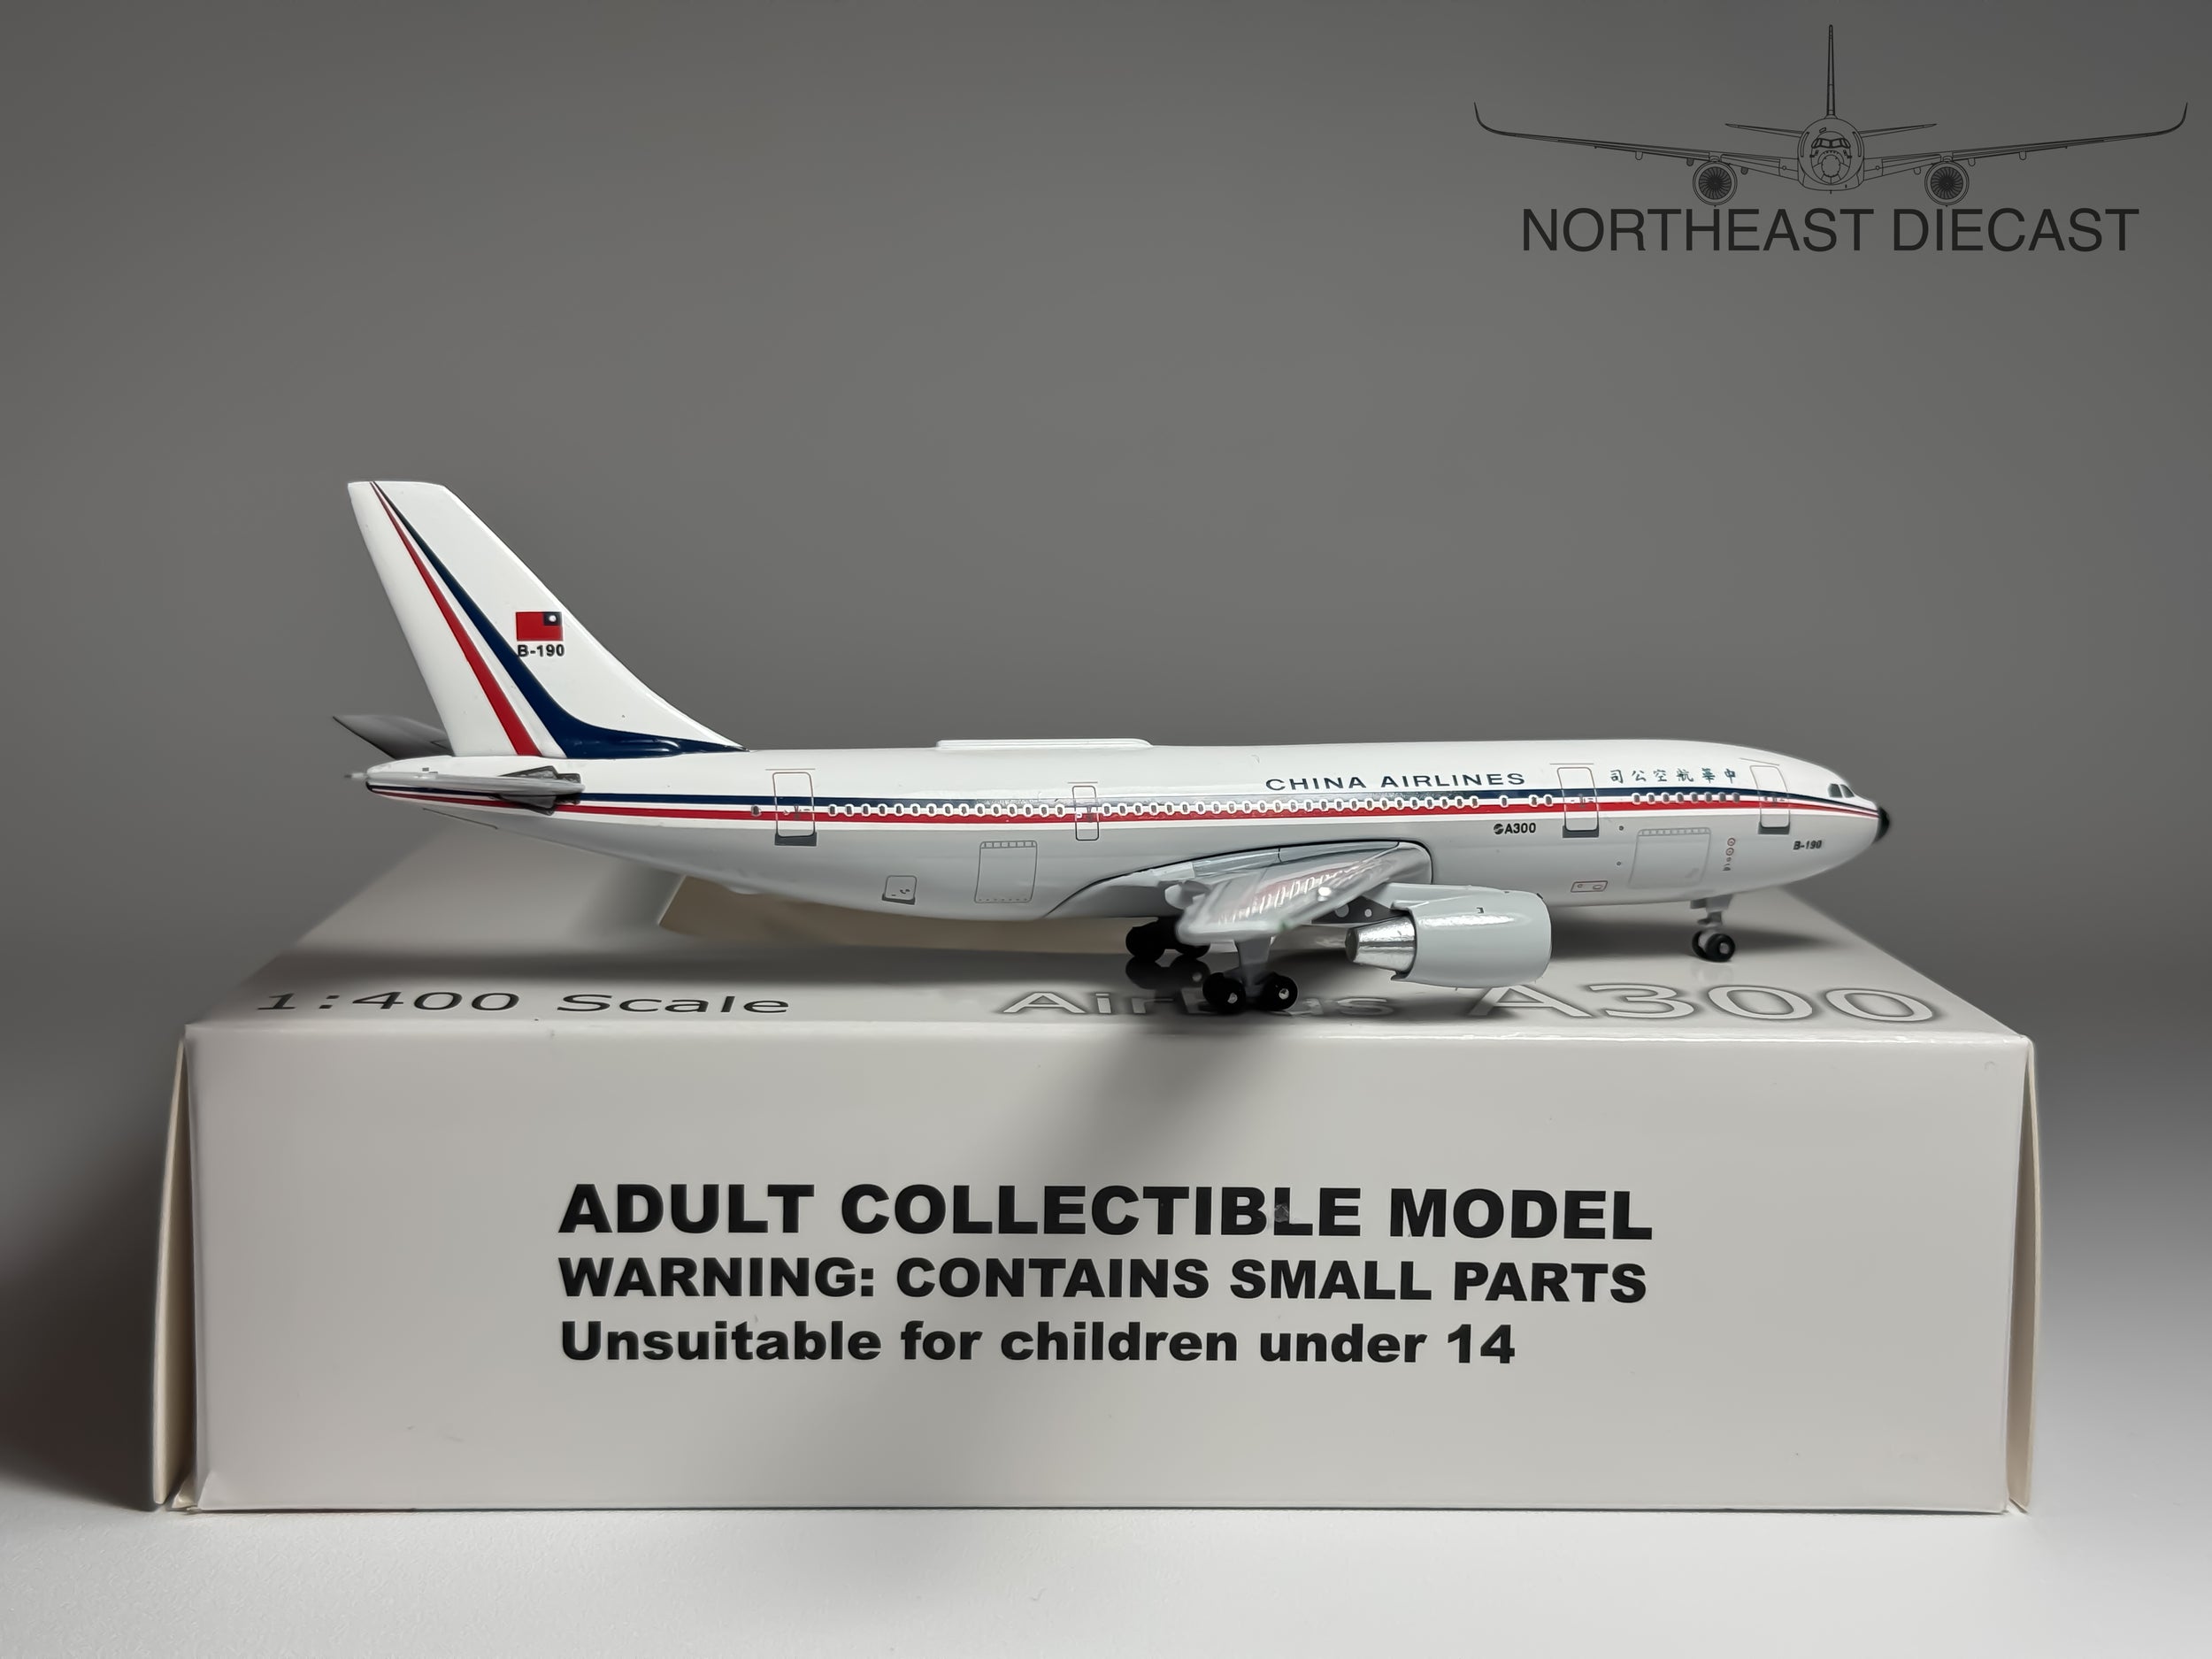 NORTHEAST DIECAST
B-190
CHINA AIRLINES
司公空航華中
A300
B-190
1:400 Scale
Airbus A300
ADULT COLLECTIBLE MODEL
WARNING: CONTAINS SMALL PARTS
Unsuitable for children under 14